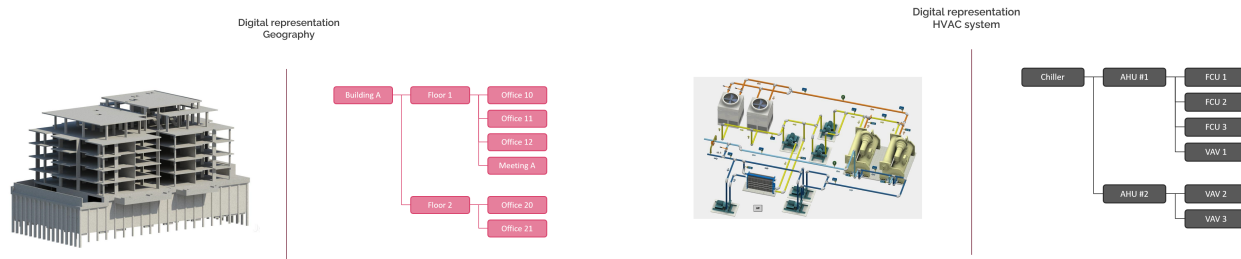 Digital representation
Geography
Building A
Floor 1
Office 10
Office 11
Office 12
Meeting A
Floor 2
Office 20
Office 21
Digital representation
HVAC system
Chiller
AHU #1
FCU 1
FCU 2
FCU 3
VAV 1
AHU #2
VAV 2
VAV 3